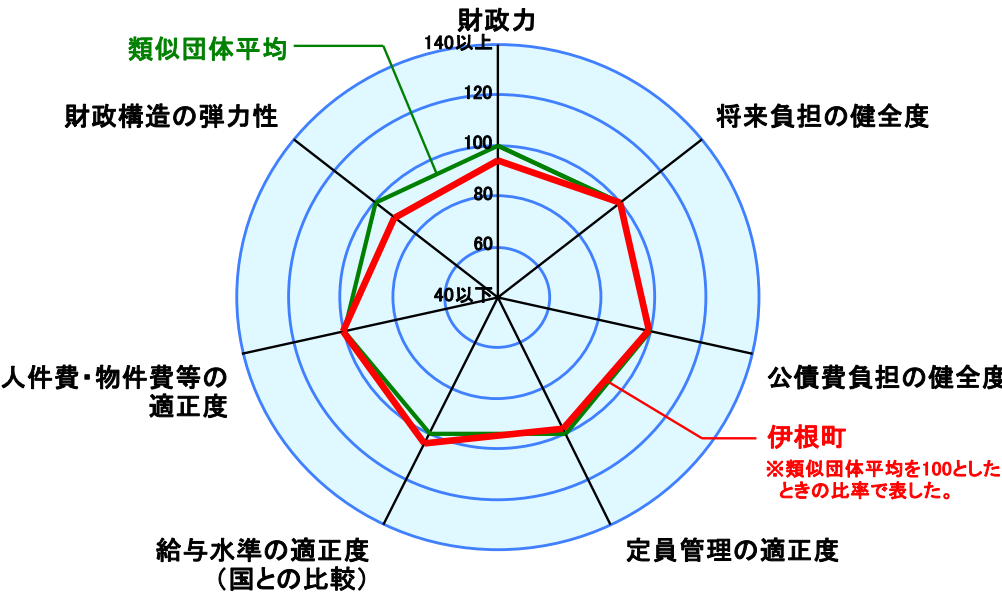 財政力
140以上
類似団体平均
120
財政構造の弾力性
将来負担の健全度
100
80
60
40以下
人件費・物件費等の
適正度
公債費負担の健全度
伊根町
※類似団体平均を100とした
ときの比率で表した。
給与水準の適正度
（国との比較）
定員管理の適正度